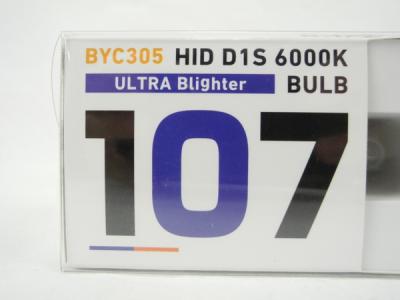 BYC305 HID D1S 6000K
ULTRA Blighter BULB
107